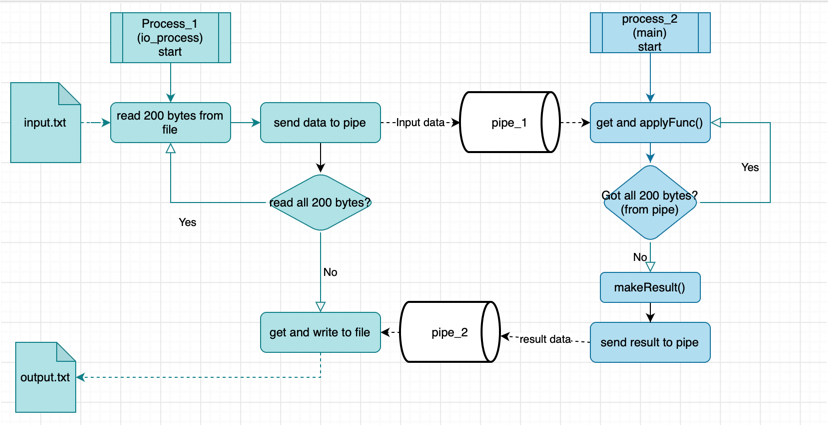 Process_1
(io_process)
start
process_2
(main)
start
input.txt
read 200 bytes from
file
send data to pipe
Input data
pipe_1
get and applyFunc()
read all 200 bytes?
Yes
Got all 200 bytes?
(from pipe)
Yes
No
No
makeResult()
get and write to file
pipe_2
result data
send result to pipe
output.txt